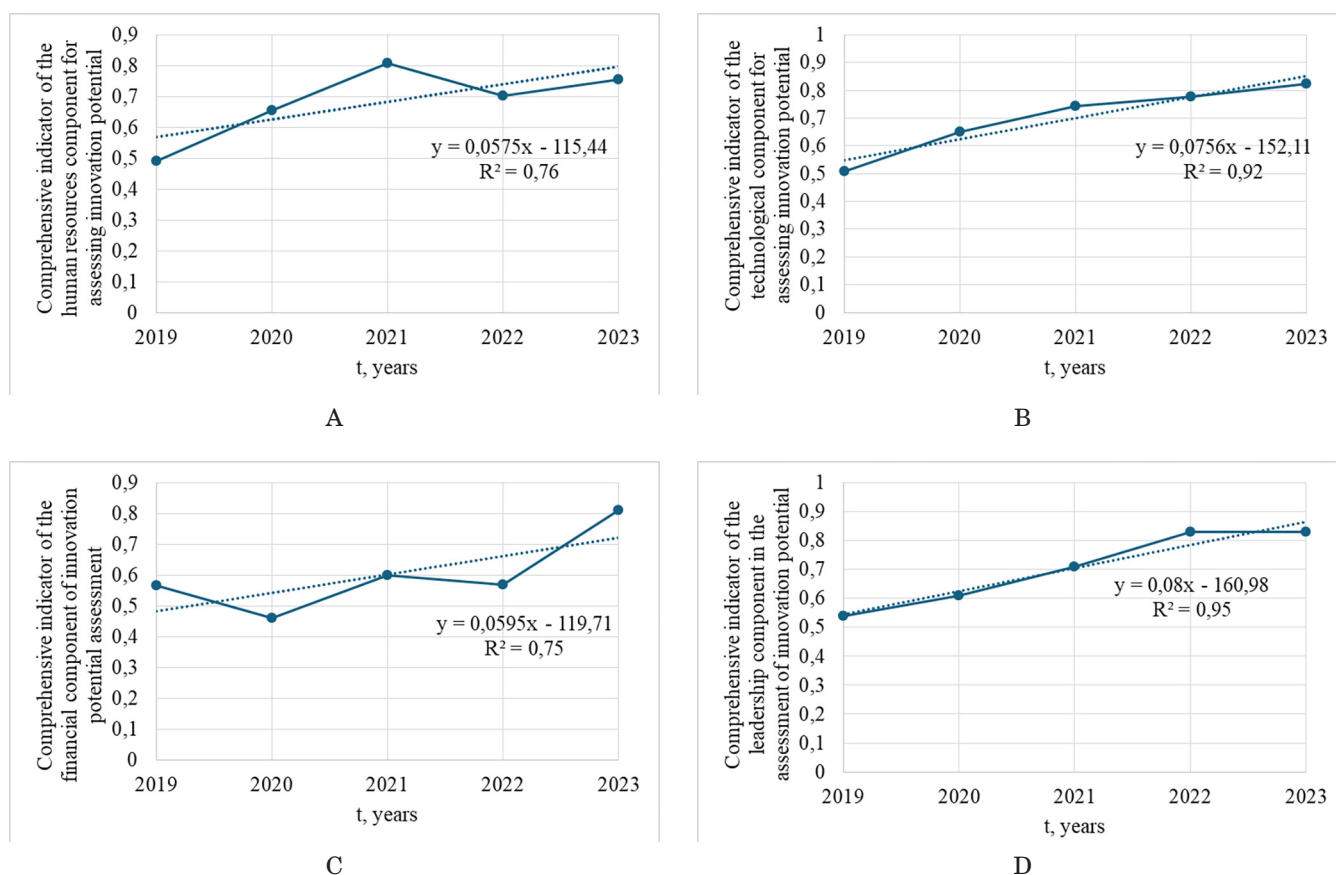 Comprehensive indicator of the
human resources component for
assessing innovation potential
0,9
0,8
0,7
0,6
0,5
0,4
0,3
0,2
0,1
0
y = 0,0575x - 115,44
R² = 0,76
2019 2020 2021 2022 2023
t, years
A
Comprehensive indicator of the
technological component for
assessing innovation potential
1
0,9
0,8
0,7
0,6
0,5
0,4
0,3
0,2
0,1
0
y = 0,0756x - 152,11
R² = 0,92
2019 2020 2021 2022 2023
t, years
B
Comprehensive indicator of the
financial component of innovation
potential assessment
0,9
0,8
0,7
0,6
0,5
0,4
0,3
0,2
0,1
0
y = 0,0595x - 119,71
R² = 0,75
2019 2020 2021 2022 2023
t, years
C
Comprehensive indicator of the
leadership component in the
assessment of innovation potential
1
0,9
0,8
0,7
0,6
0,5
0,4
0,3
0,2
0,1
0
y = 0,08x - 160,98
R² = 0,95
2019 2020 2021 2022 2023
t, years
D